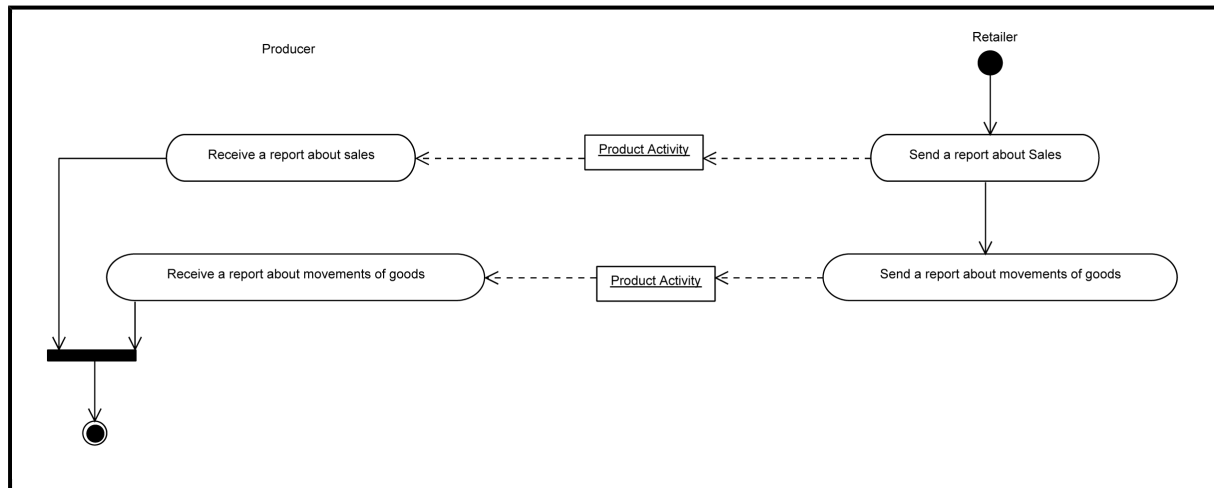 Producer
Retailer
Receive a report about sales
Product Activity
Send a report about Sales
Receive a report about movements of goods
Product Activity
Send a report about movements of goods